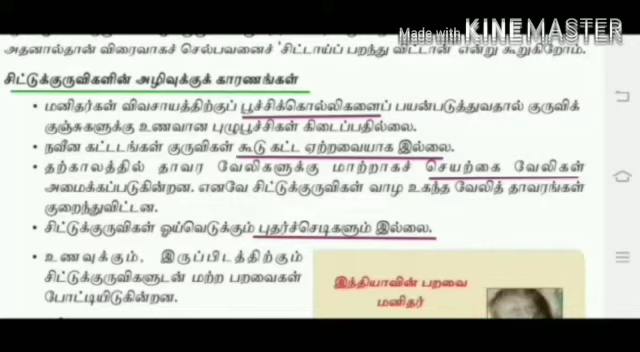 Made with KINEMASTER
அதனால்தான் விரைவாகச் செல்பவனைச் 'சிட்டாய்ப் பறந்து விட்டான்' என்று கூறுகிறோம்.
சிட்டுக்குருவிகளின் அழிவுக்குக் காரணங்கள்
• மனிதர்கள் விவசாயத்திற்குப் பூச்சிக்கொல்லிகளைப் பயன்படுத்துவதால் குருவிக்
குஞ்சுகளுக்கு உணவான புழுபூச்சிகள் கிடைப்பதில்லை.
• நவீன கட்டடங்கள் குருவிகள் கூடு கட்ட ஏற்றவையாக இல்லை.
• தற்காலத்தில் தாவர வேலிகளுக்கு மாற்றாகச் செயற்கை வேலிகள்
அமைக்கப்படுகின்றன. எனவே சிட்டுக்குருவிகள் வாழ உகந்த வேலித் தாவரங்கள்
குறைந்துவிட்டன.
• சிட்டுக்குருவிகள் ஓய்வெடுக்கும் புதர்ச்செடிகளும் இல்லை.
• உணவுக்கும், இருப்பிடத்திற்கும்
சிட்டுக்குருவிகளுடன் மற்ற பறவைகள்
போட்டியிடுகின்றன.
இந்தியாவின் பறவை
மனிதர்